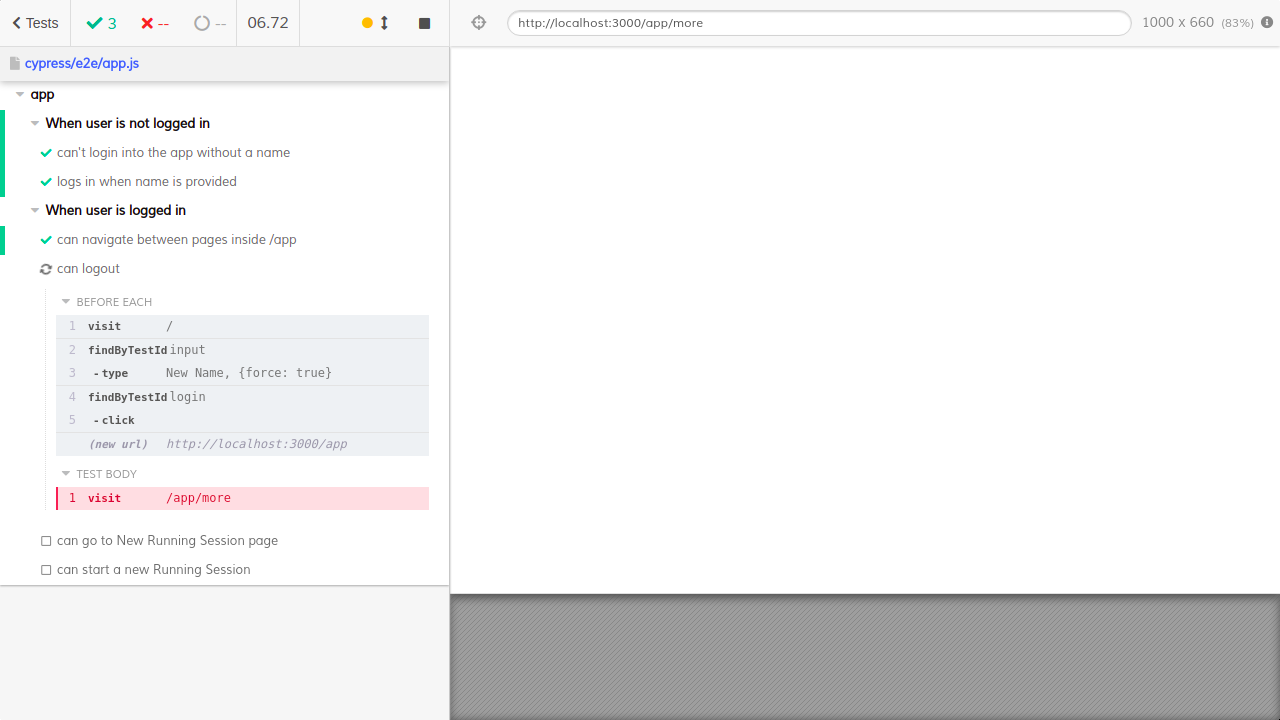 Tests 3 -- -- 06.72
http://localhost:3000/app/more 1000 x 660 (83%)
cypress/e2e/app.js
app
When user is not logged in
can't login into the app without a name
logs in when name is provided
When user is logged in
can navigate between pages inside /app
can logout
BEFORE EACH
1 visit /
2 findByTestId input
3 -type New Name, {force: true}
4 findByTestId login
5 -click
(new url) http://localhost:3000/app
TEST BODY
1 visit /app/more
can go to New Running Session page
can start a new Running Session